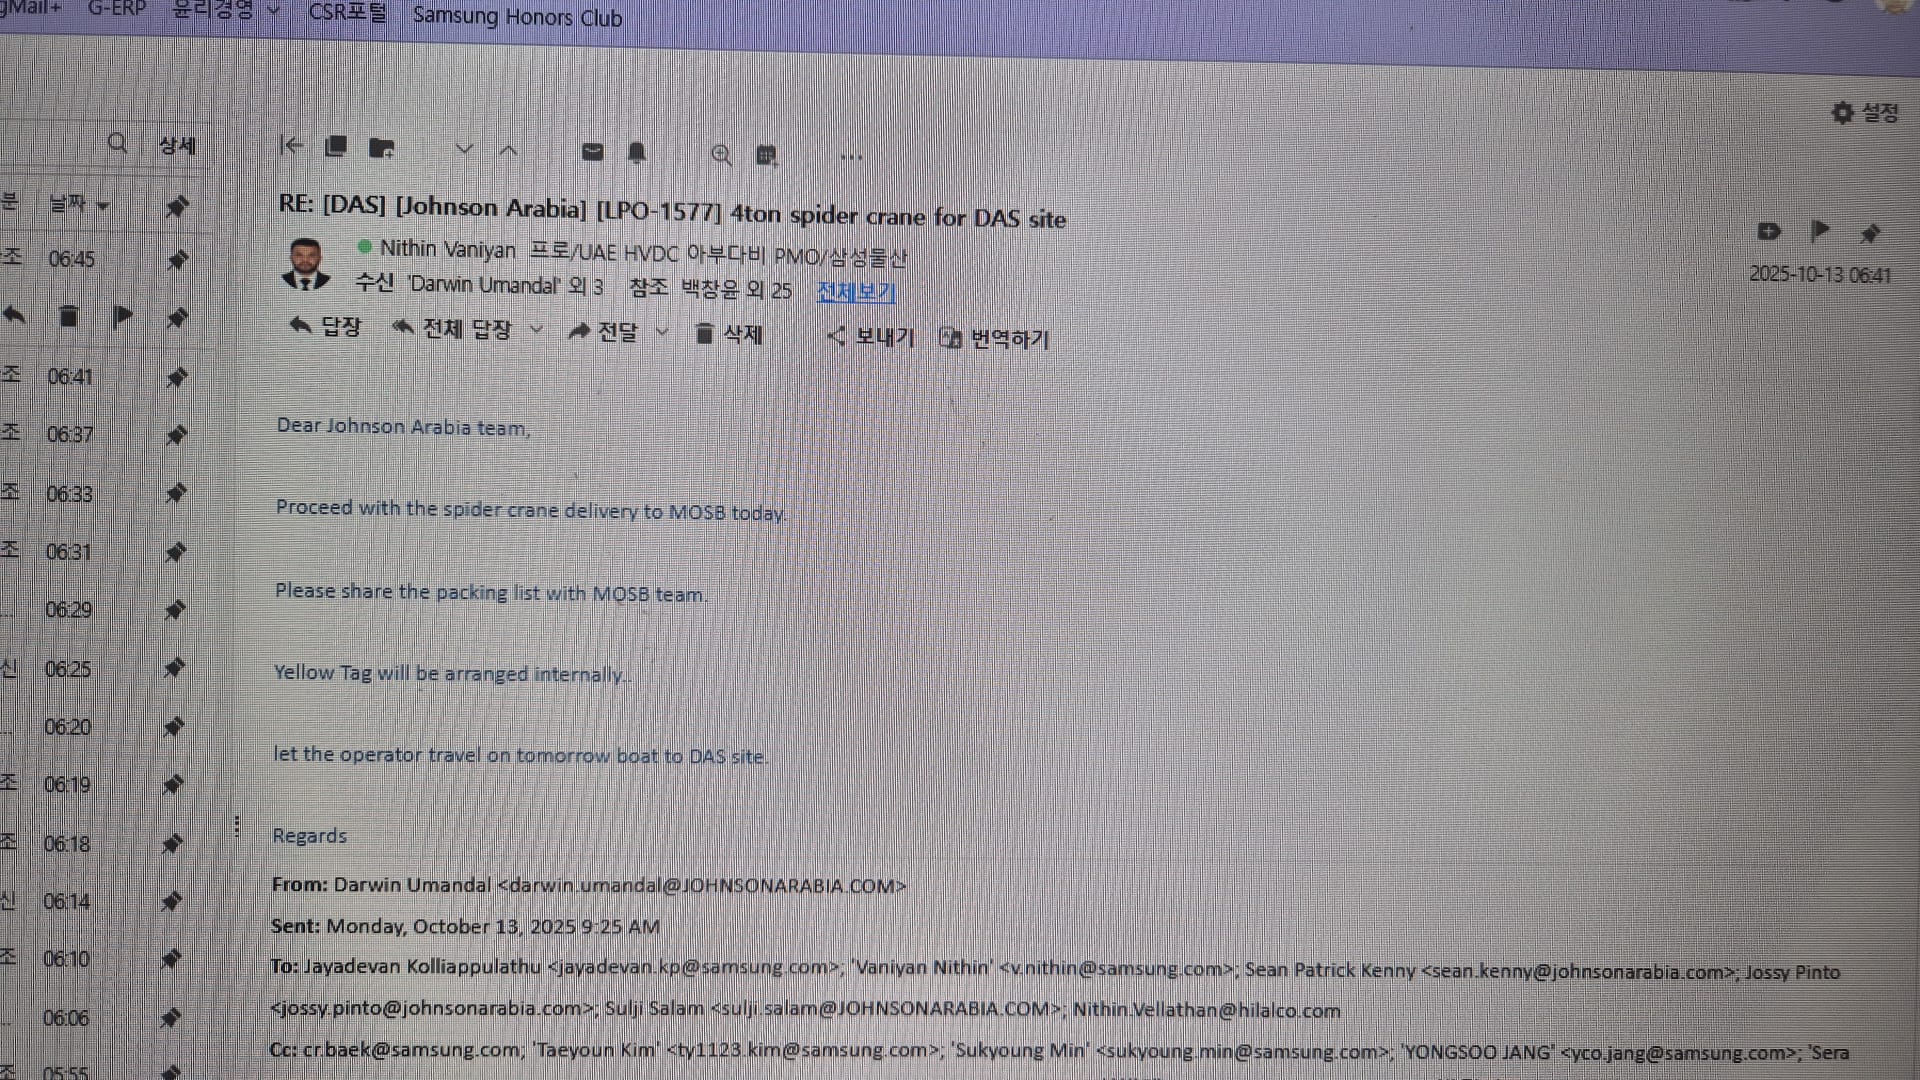 gMail+ G-ERP 윤리경영 CSR포털 Samsung Honors Club
설정
상세
분 날짜
조 06:45
조 06:41
조 06:37
조 06:33
조 06:31
... 06:29
신 06:25
... 06:20
조 06:19
조 06:18
신 06:14
조 06:10
... 06:06
조 05:55
RE: [DAS] [Johnson Arabia] [LPO-1577] 4ton spider crane for DAS site
Nithin Vaniyan 프로/UAE HVDC 아부다비 PMO/삼성물산
2025-10-13 06:41
수신 'Darwin Umandal' 외 3 참조 백창윤 외 25 전체보기
답장 전체 답장 전달 삭제 보내기 번역하기
Dear Johnson Arabia team,
Proceed with the spider crane delivery to MOSB today.
Please share the packing list with MOSB team.
Yellow Tag will be arranged internally..
let the operator travel on tomorrow boat to DAS site.
Regards
From: Darwin Umandal <darwin.umandal@JOHNSONARABIA.COM>
Sent: Monday, October 13, 2025 9:25 AM
To: Jayadevan Kolliappulathu <jayadevan.kp@samsung.com>; 'Vaniyan Nithin' <v.nithin@samsung.com>; Sean Patrick Kenny <sean.kenny@johnsonarabia.com>; Jossy Pinto
<jossy.pinto@johnsonarabia.com>; Sulji Salam <sulji.salam@JOHNSONARABIA.COM>; Nithin.Vellathan@hilalco.com
Cc: cr.baek@samsung.com; 'Taeyoun Kim' <ty1123.kim@samsung.com>; 'Sukyoung Min' <sukyoung.min@samsung.com>; 'YONGSOO JANG' <yco.jang@samsung.com>; 'Sera